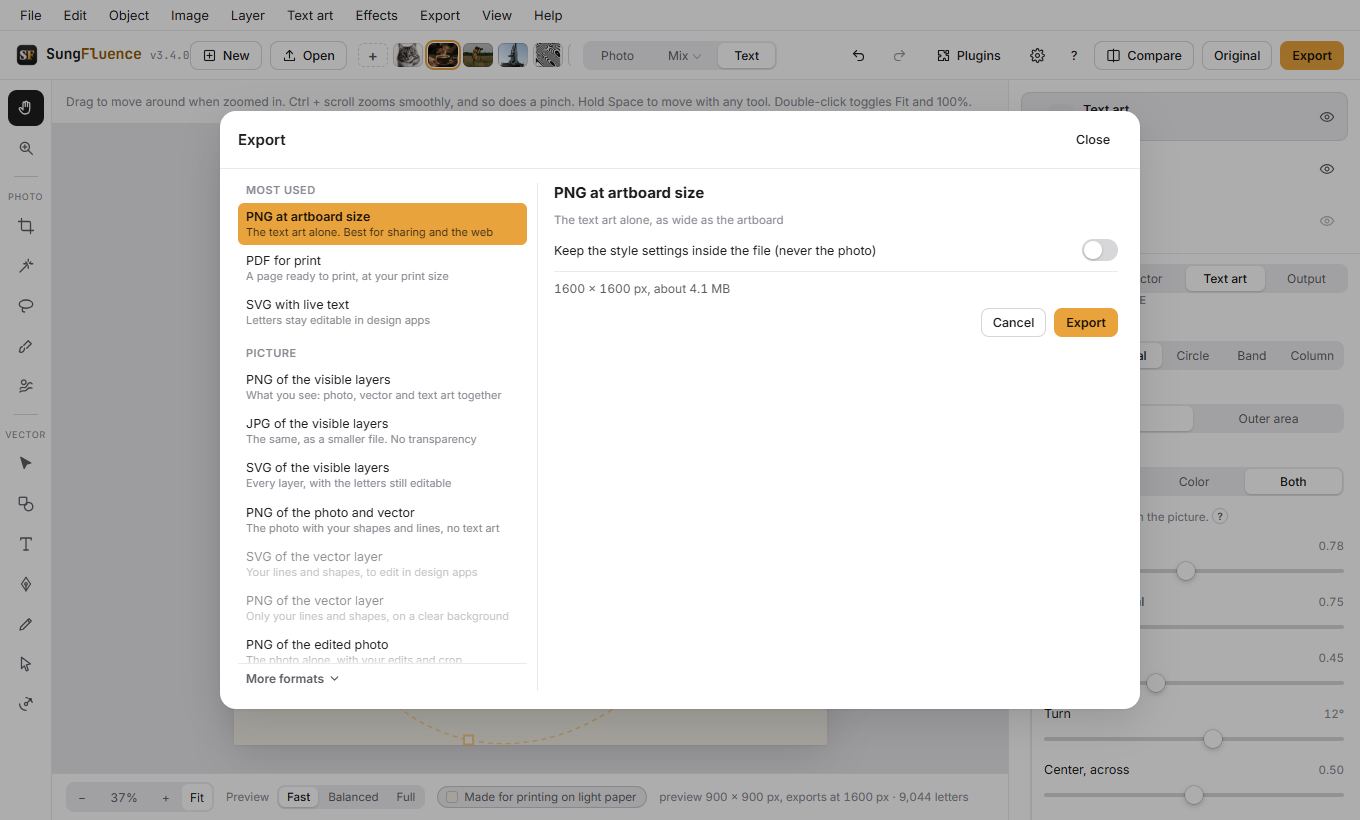 File Edit Object Image Layer Text art Effects Export View Help
SF SungFluence v3.4.0 New Open + Photo Mix Text Plugins ? Compare Original Export
Drag to move around when zoomed in. Ctrl + scroll zooms smoothly, and so does a pinch. Hold Space to move with any tool. Double-click toggles Fit and 100%.
Text art
Export Close
MOST USED
PNG at artboard size
The text art alone. Best for sharing and the web
PDF for print
A page ready to print, at your print size
SVG with live text
Letters stay editable in design apps
PICTURE
PNG of the visible layers
What you see: photo, vector and text art together
JPG of the visible layers
The same, as a smaller file. No transparency
SVG of the visible layers
Every layer, with the letters still editable
PNG of the photo and vector
The photo with your shapes and lines, no text art
SVG of the vector layer
Your lines and shapes, to edit in design apps
PNG of the vector layer
Only your lines and shapes, on a clear background
PNG of the edited photo
The photo alone, with your edits and crop
More formats
PNG at artboard size
The text art alone, as wide as the artboard
Keep the style settings inside the file (never the photo)
1600 × 1600 px, about 4.1 MB
Cancel Export
PHOTO
VECTOR
Text art Output
Circle Band Column
Outer area
Color Both
the picture. ?
0.78
0.75
0.45
Turn 12°
Center, across 0.50
− 37% + Fit Preview Fast Balanced Full Made for printing on light paper preview 900 × 900 px, exports at 1600 px · 9,044 letters